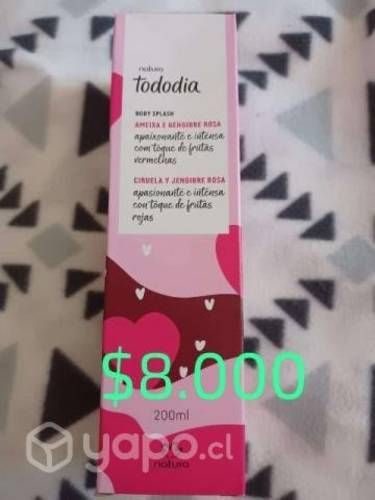 natura
Tododia
BODY SPLASH
AMEIXA E GENGIBRE ROSA
apaixonante e intensa
com toque de frutas
vermelhas
CIRUELA Y JENGIBRE ROSA
apasionante e intensa
con toque de frutas
rojas
$8.000
200ml
yapo.cl
natura